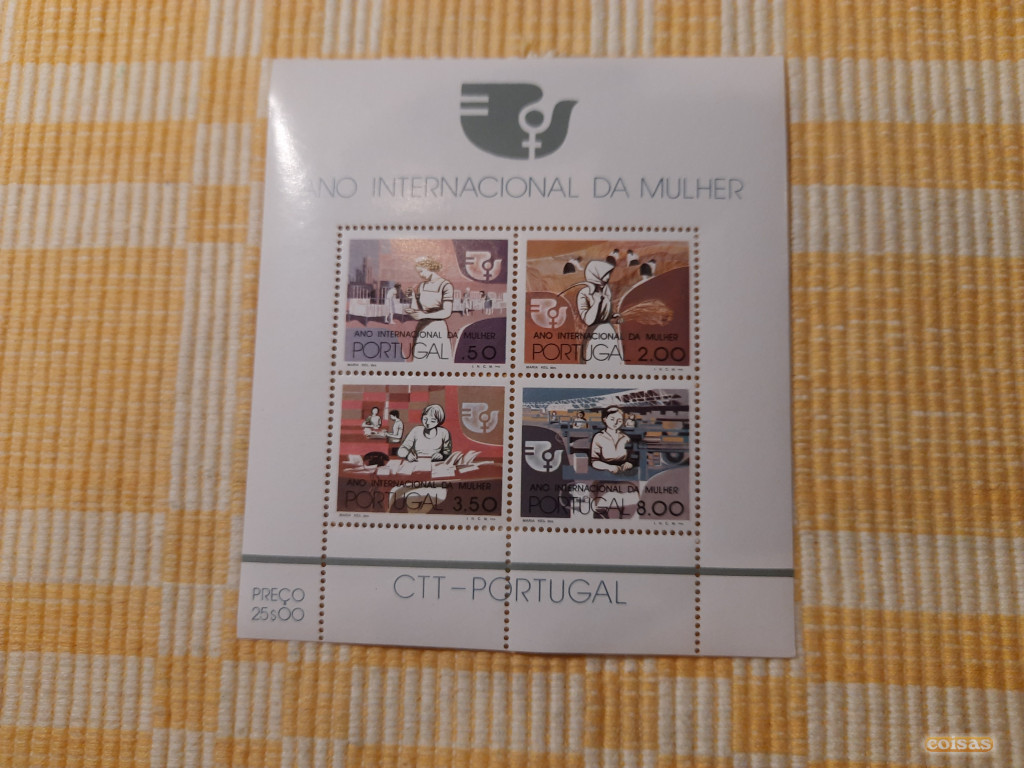 ANO INTERNACIONAL DA MULHER
ANO INTERNACIONAL DA MULHER
PORTUGAL .50
ANO INTERNACIONAL DA MULHER
PORTUGAL 2.00
ANO INTERNACIONAL DA MULHER
PORTUGAL 3.50
ANO INTERNACIONAL DA MULHER
PORTUGAL 8.00
CTT – PORTUGAL
PREÇO
25$00
coisas